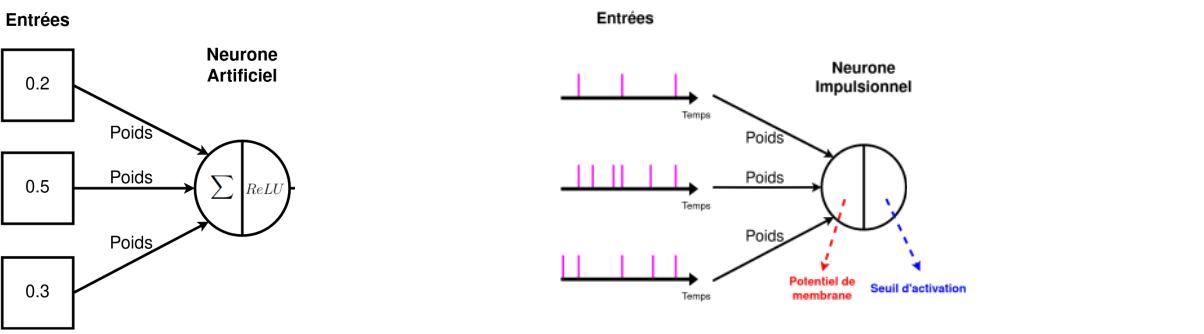 Entrées
Neurone
Artificiel
0.2
Poids
0.5
Poids
∑ ReLU
Poids
0.3
Entrées
Neurone
Impulsionnel
Temps
Poids
Poids
Temps
Poids
Temps
Potentiel de
membrane
Seuil d'activation